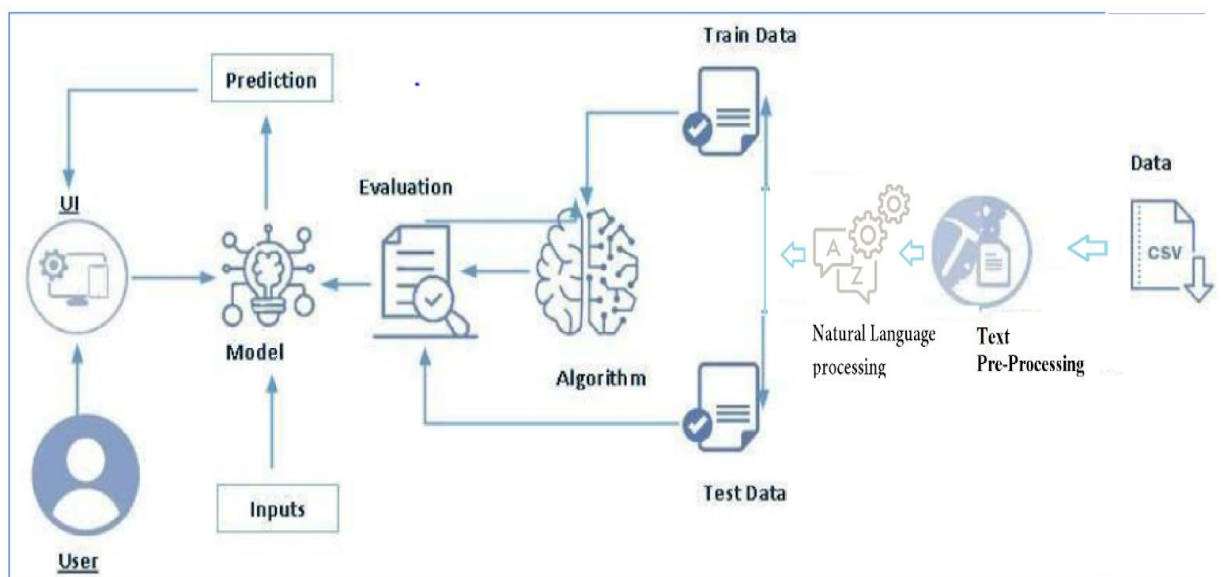 Train Data
Prediction
Data
Evaluation
UI
CSV
A
Z
Natural Language
processing
Text
Pre-Processing
Model
Algorithm
Inputs
Test Data
User